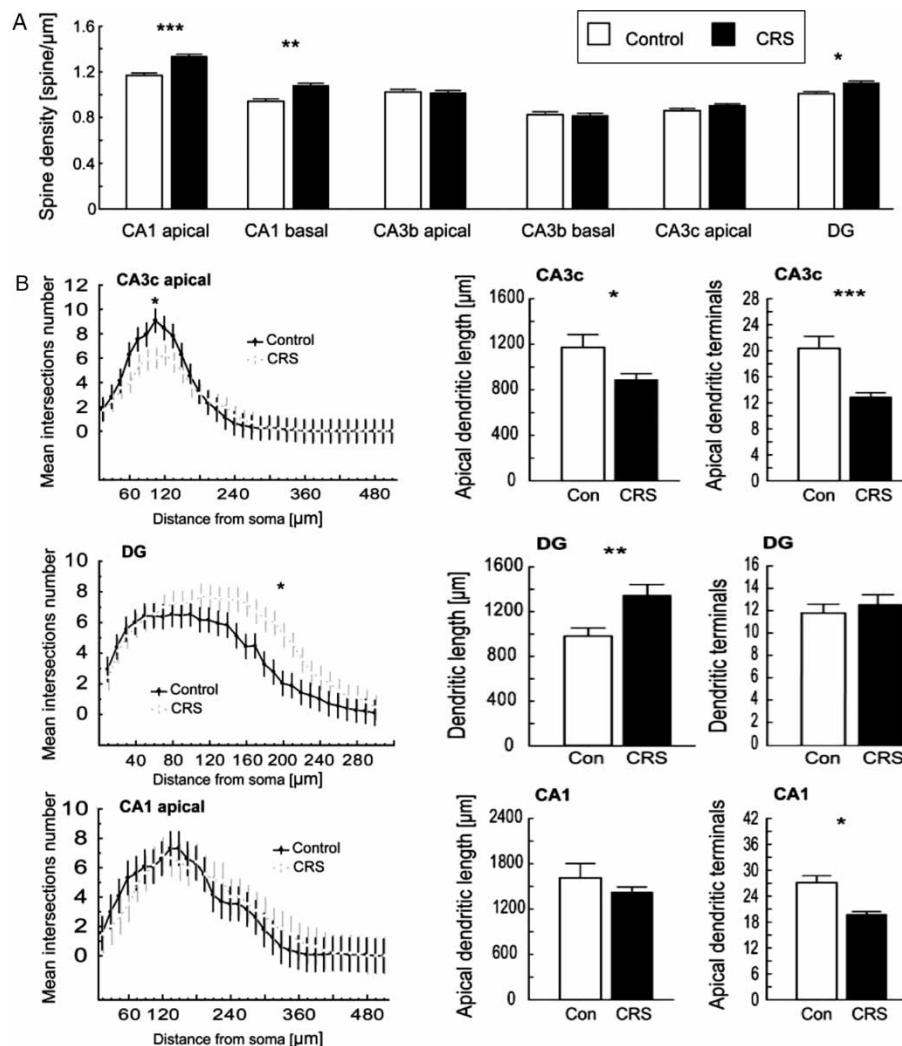 A
Spine density [spine/μm]
1.6
1.2
0.8
0.4
0
***
**
*
Control CRS
CA1 apical CA1 basal CA3b apical CA3b basal CA3c apical DG
B
CA3c apical
Mean intersections number
12
10
8
6
4
2
0
*
Control
CRS
60 120 240 360 480
Distance from soma [μm]
CA3c
Apical dendritic length [μm]
1600
1200
800
400
0
*
Con CRS
CA3c
Apical dendritic terminals
28
24
20
16
12
8
4
0
***
Con CRS
DG
Mean intersections number
10
8
6
4
2
0
*
Control
CRS
40 80 120 160 200 240 280
Distance from soma [μm]
DG
Dendritic length [μm]
1600
1200
800
400
0
**
Con CRS
DG
Dendritic terminals
16
14
12
10
8
6
4
2
0
Con CRS
CA1 apical
Mean intersections number
10
8
6
4
2
0
Control
CRS
60 120 240 360 480
Distance from soma [μm]
CA1
Apical dendritic length [μm]
2400
1800
1200
600
0
Con CRS
CA1
Apical dendritic terminals
42
36
30
24
18
12
6
0
*
Con CRS